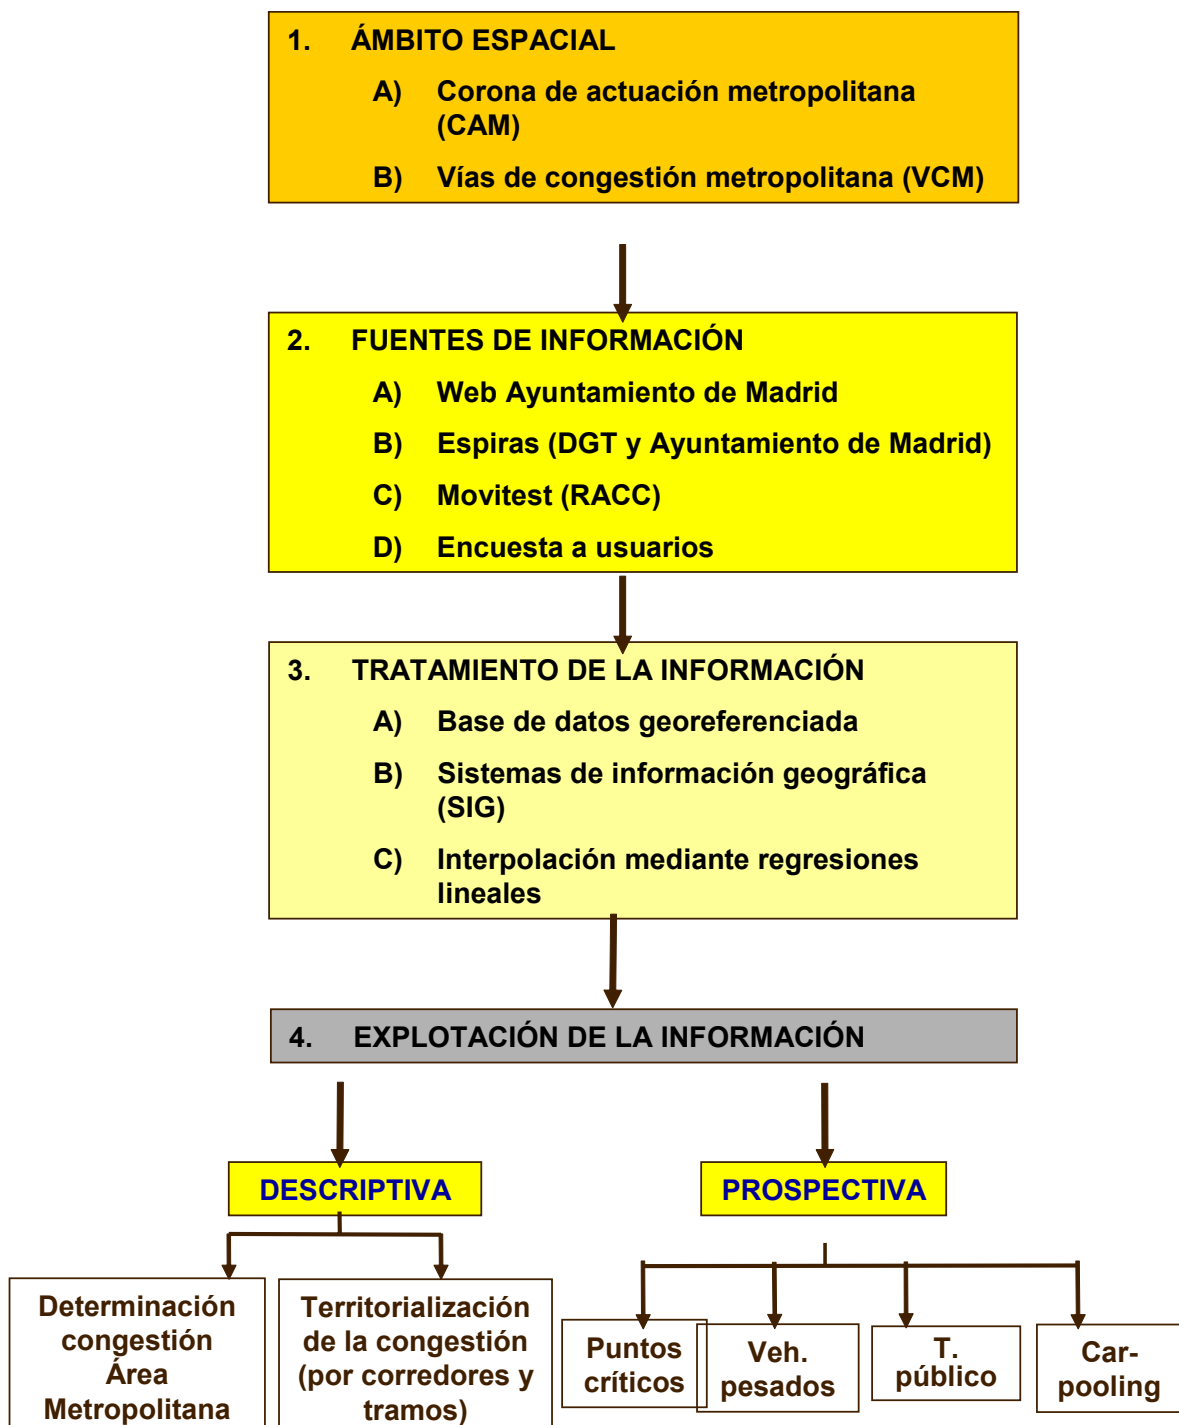 1. ÁMBITO ESPACIAL
A) Corona de actuación metropolitana
(CAM)
B) Vías de congestión metropolitana (VCM)
2. FUENTES DE INFORMACIÓN
A) Web Ayuntamiento de Madrid
B) Espiras (DGT y Ayuntamiento de Madrid)
C) Movitest (RACC)
D) Encuesta a usuarios
3. TRATAMIENTO DE LA INFORMACIÓN
A) Base de datos georeferenciada
B) Sistemas de información geográfica
(SIG)
C) Interpolación mediante regresiones
lineales
4. EXPLOTACIÓN DE LA INFORMACIÓN
DESCRIPTIVA
PROSPECTIVA
Determinación
congestión
Área
Metropolitana
Territorialización
de la congestión
(por corredores y
tramos)
Puntos
críticos
Veh.
pesados
T.
público
Car-
pooling